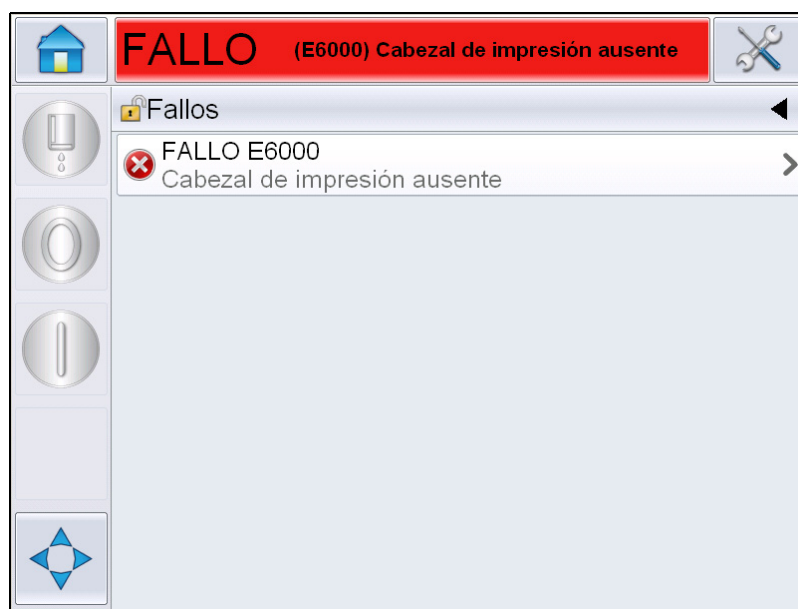 FALLO (E6000) Cabezal de impresión ausente
Fallos
FALLO E6000
Cabezal de impresión ausente